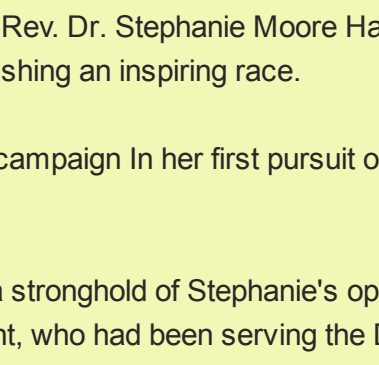 Rev. Dr. Stephanie Moore Ha
shing an inspiring race.
campaign In her first pursuit o
a stronghold of Stephanie's op
nt, who had been serving the D